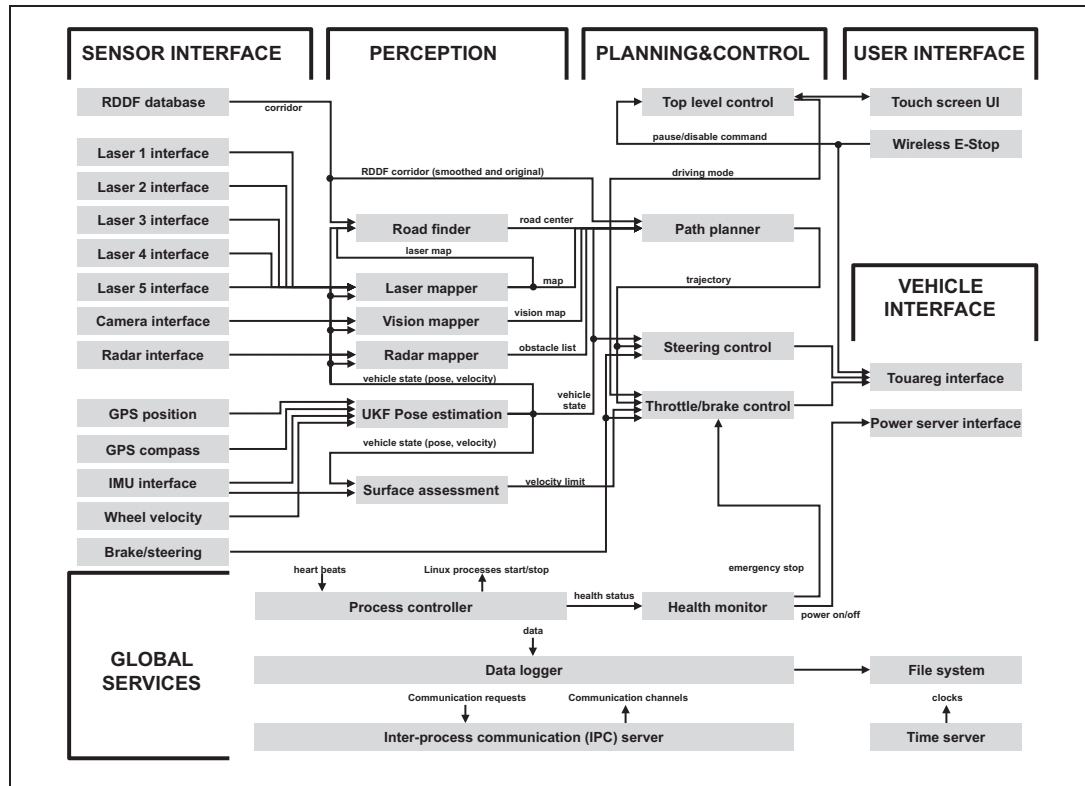 SENSOR INTERFACE
PERCEPTION
PLANNING&CONTROL
USER INTERFACE
RDDF database
corridor
Top level control
Touch screen UI
pause/disable command
Wireless E-Stop
Laser 1 interface
Laser 2 interface
Laser 3 interface
Laser 4 interface
Laser 5 interface
Camera interface
Radar interface
RDDF corridor (smoothed and original)
driving mode
Road finder
road center
Path planner
laser map
Laser mapper
map
trajectory
VEHICLE
INTERFACE
Vision mapper
vision map
Radar mapper
obstacle list
Steering control
vehicle state (pose, velocity)
Touareg interface
GPS position
UKF Pose estimation
vehicle
state
Throttle/brake control
Power server interface
GPS compass
vehicle state (pose, velocity)
IMU interface
Surface assessment
velocity limit
Wheel velocity
Brake/steering
heart beats
Linux processes start/stop
emergency stop
Process controller
health status
Health monitor
power on/off
GLOBAL
SERVICES
data
Data logger
File system
Communication requests
Communication channels
clocks
Inter-process communication (IPC) server
Time server